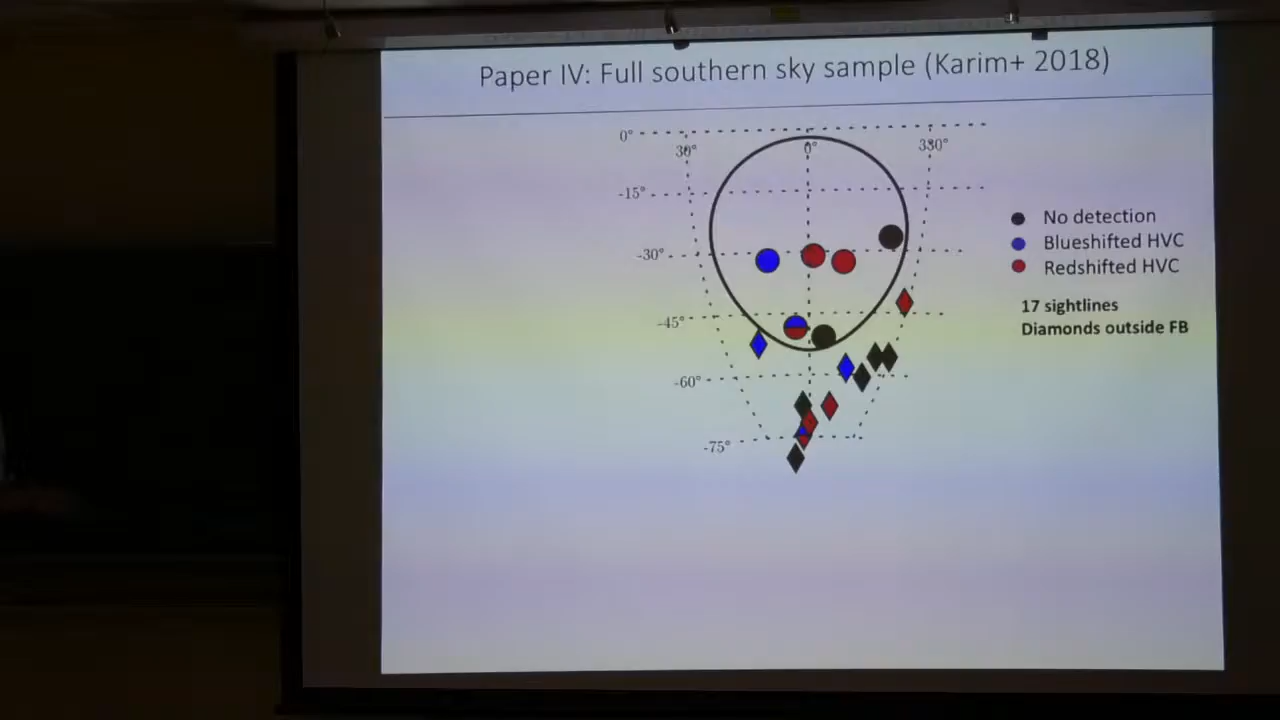 Paper IV: Full southern sky sample (Karim+ 2018)
0°
30°
0°
330°
-15°
-30°
-45°
-60°
-75°
No detection
Blueshifted HVC
Redshifted HVC
17 sightlines
Diamonds outside FB